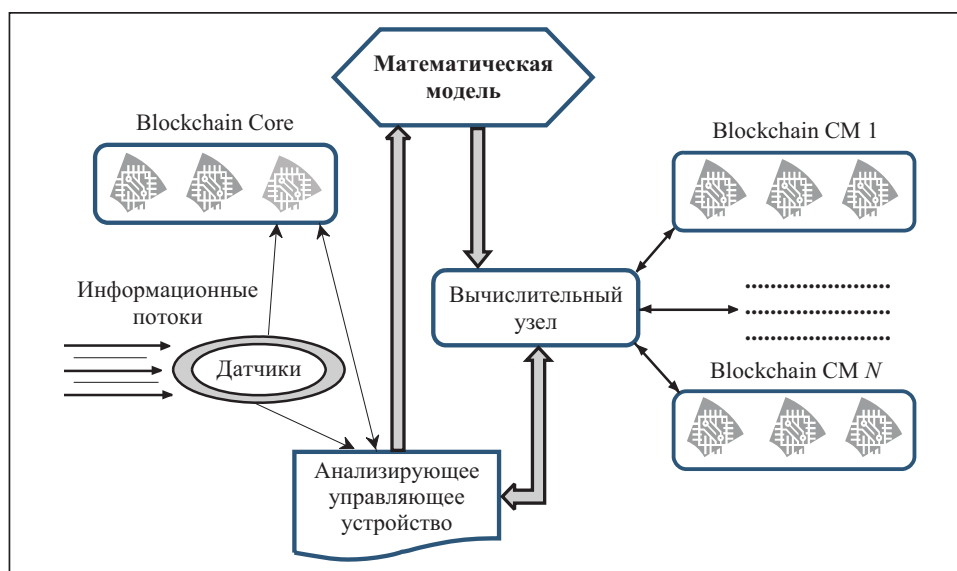 Математическая
модель
Blockchain Core
Blockchain CM 1
Информационные
потоки
Датчики
Вычислительный
узел
Blockchain CM N
Анализирующее
управляющее
устройство